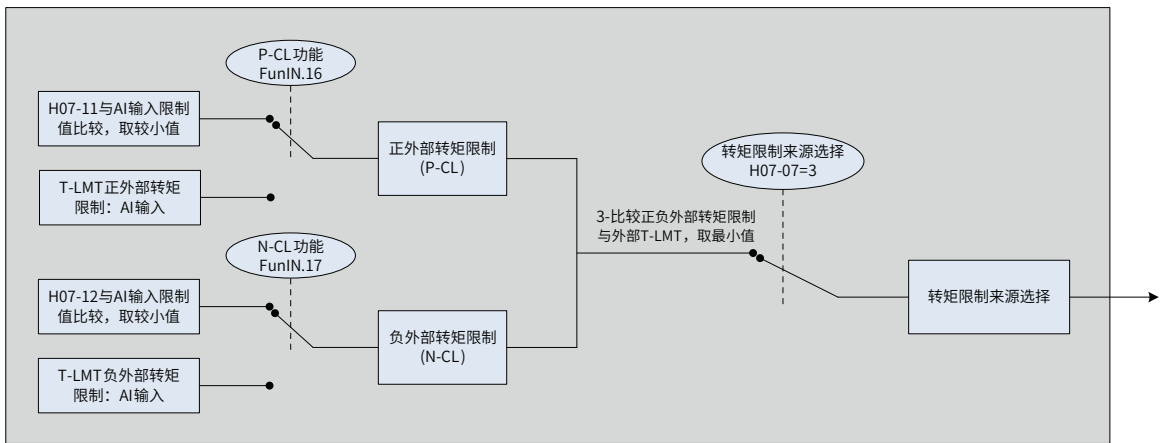 P-CL功能
FunIN.16
H07-11与AI输入限制
值比较，取较小值
正外部转矩限制
(P-CL)
T-LMT正外部转矩
限制：AI输入
转矩限制来源选择
H07-07=3
3-比较正负外部转矩限制
与外部T-LMT，取最小值
N-CL功能
FunIN.17
H07-12与AI输入限制
值比较，取较小值
负外部转矩限制
(N-CL)
T-LMT负外部转矩
限制：AI输入
转矩限制来源选择